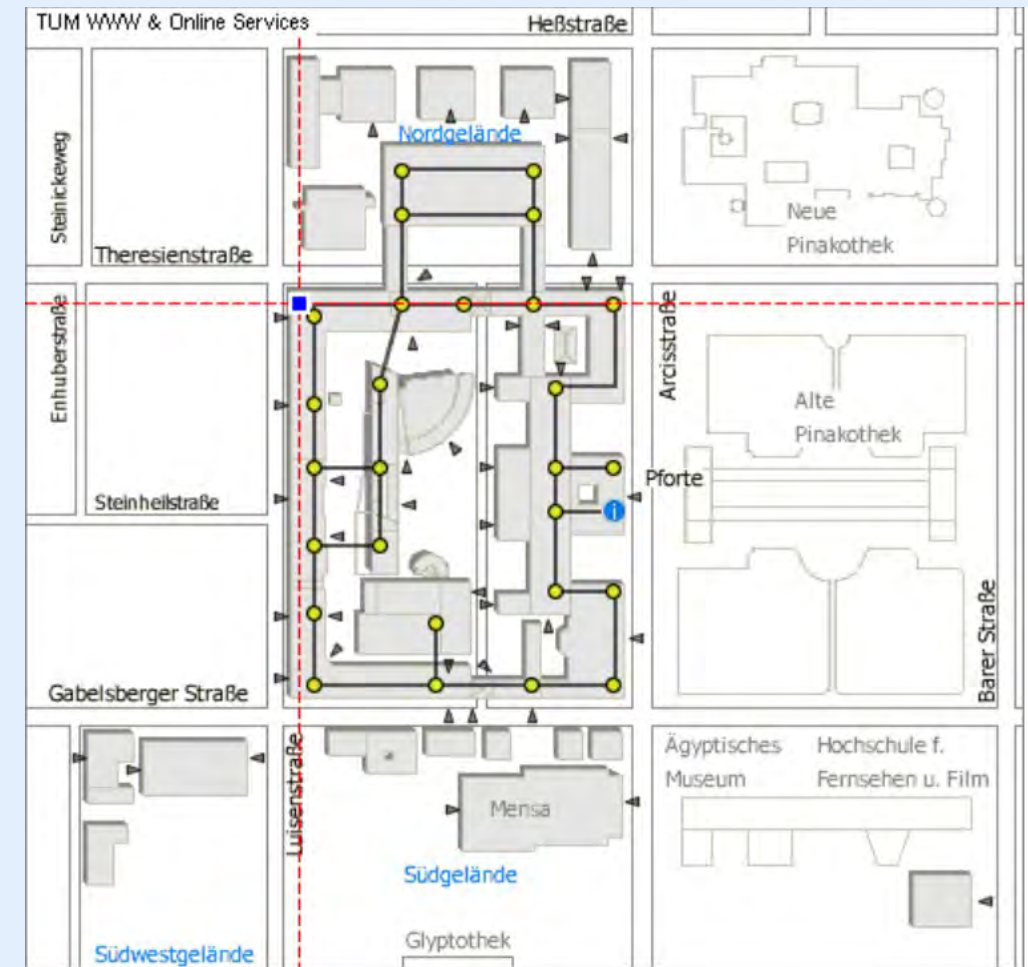 TUM WWW & Online Services
Heßstraße
Nordgelände
Steinickeweg
Neue
Pinakothek
Theresienstraße
Enhuberstraße
Arcisstraße
Alte
Pinakothek
Pforte
Steinheilstraße
i
Barer Straße
Gabelsberger Straße
Luisenstraße
Ägyptisches
Museum
Hochschule f.
Fernsehen u. Film
Mensa
Südgelände
Glyptothek
Südwestgelände